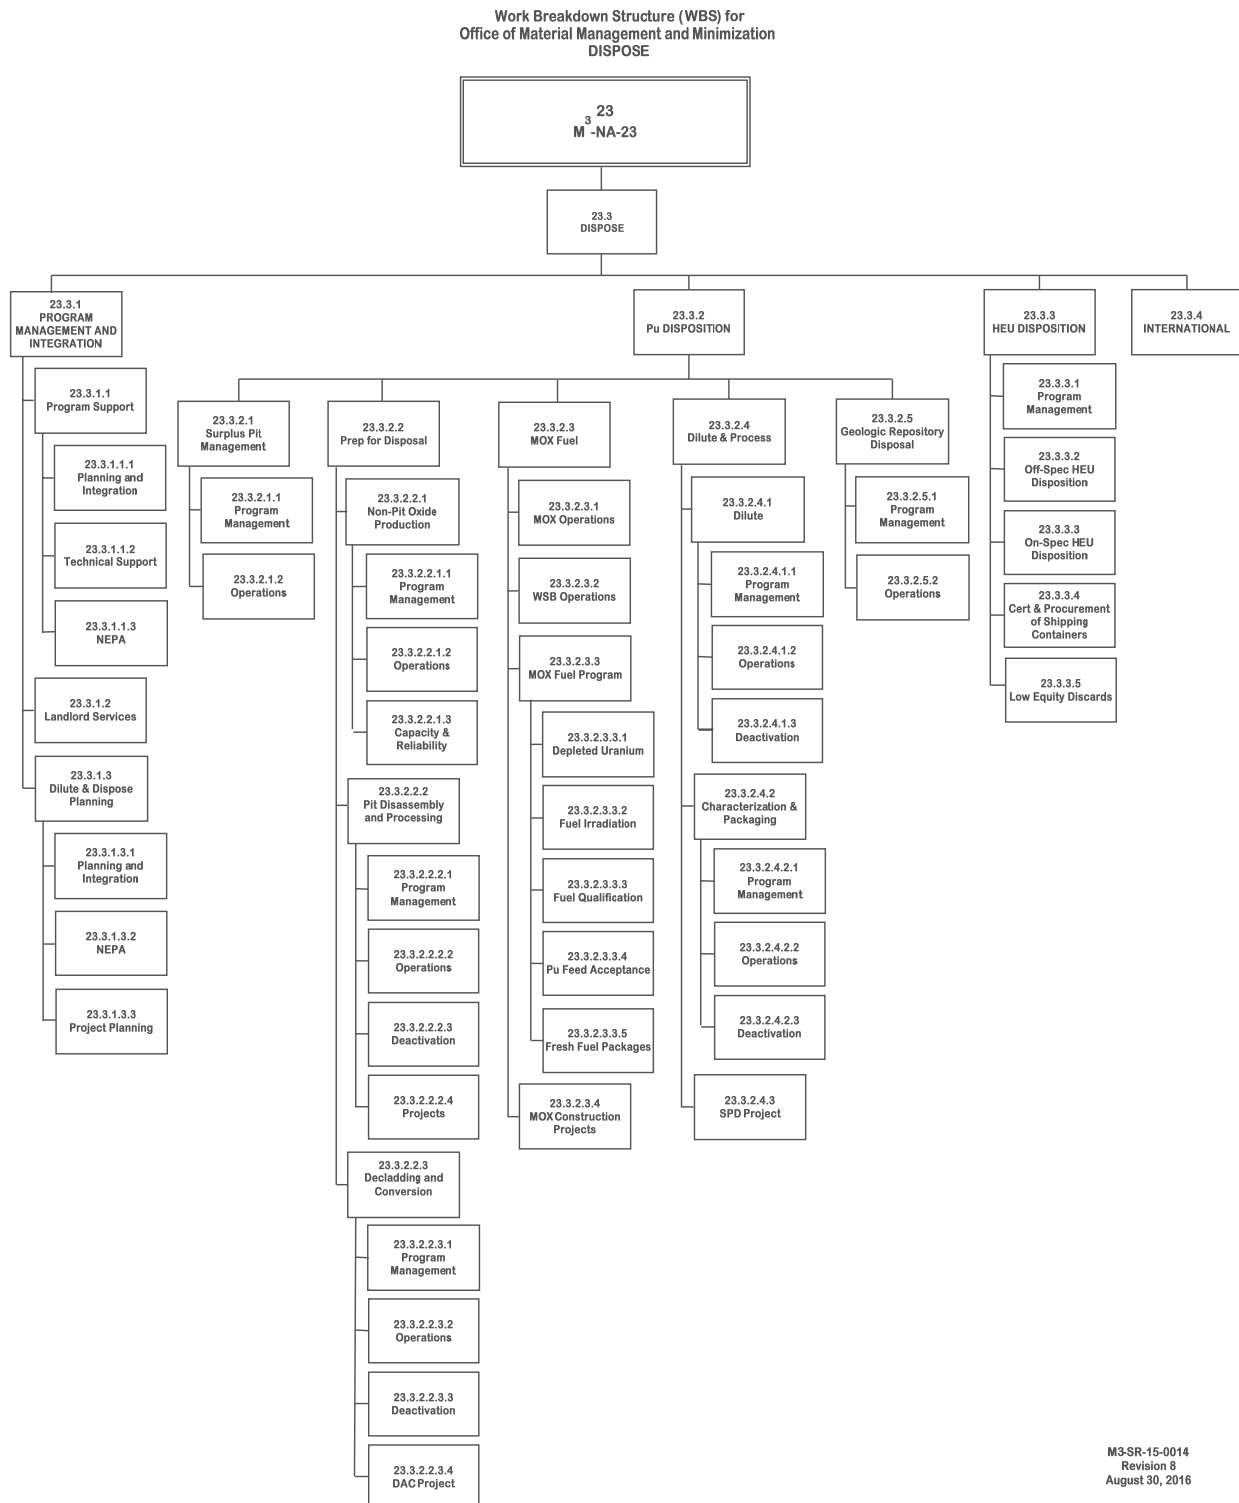 Work Breakdown Structure (WBS) for
Office of Material Management and Minimization
DISPOSE
23
M3-NA-23
23.3
DISPOSE
23.3.1
PROGRAM
MANAGEMENT AND
INTEGRATION
23.3.2
Pu DISPOSITION
23.3.3
HEU DISPOSITION
23.3.4
INTERNATIONAL
23.3.1.1
Program Support
23.3.1.1.1
Planning and
Integration
23.3.1.1.2
Technical Support
23.3.1.1.3
NEPA
23.3.1.2
Landlord Services
23.3.1.3
Dilute & Dispose
Planning
23.3.1.3.1
Planning and
Integration
23.3.1.3.2
NEPA
23.3.1.3.3
Project Planning
23.3.2.1
Surplus Pit
Management
23.3.2.1.1
Program
Management
23.3.2.1.2
Operations
23.3.2.2
Prep for Disposal
23.3.2.2.1
Non-Pit Oxide
Production
23.3.2.2.1.1
Program
Management
23.3.2.2.1.2
Operations
23.3.2.2.1.3
Capacity &
Reliability
23.3.2.2.2
Pit Disassembly
and Processing
23.3.2.2.2.1
Program
Management
23.3.2.2.2.2
Operations
23.3.2.2.2.3
Deactivation
23.3.2.2.2.4
Projects
23.3.2.2.3
Decladding and
Conversion
23.3.2.2.3.1
Program
Management
23.3.2.2.3.2
Operations
23.3.2.2.3.3
Deactivation
23.3.2.2.3.4
DAC Project
23.3.2.3
MOX Fuel
23.3.2.3.1
MOX Operations
23.3.2.3.2
WSB Operations
23.3.2.3.3
MOX Fuel Program
23.3.2.3.3.1
Depleted Uranium
23.3.2.3.3.2
Fuel Irradiation
23.3.2.3.3.3
Fuel Qualification
23.3.2.3.3.4
Pu Feed Acceptance
23.3.2.3.3.5
Fresh Fuel Packages
23.3.2.3.4
MOX Construction
Projects
23.3.2.4
Dilute & Process
23.3.2.4.1
Dilute
23.3.2.4.1.1
Program
Management
23.3.2.4.1.2
Operations
23.3.2.4.1.3
Deactivation
23.3.2.4.2
Characterization &
Packaging
23.3.2.4.2.1
Program
Management
23.3.2.4.2.2
Operations
23.3.2.4.2.3
Deactivation
23.3.2.4.3
SPD Project
23.3.2.5
Geologic Repository
Disposal
23.3.2.5.1
Program
Management
23.3.2.5.2
Operations
23.3.3.1
Program
Management
23.3.3.2
Off-Spec HEU
Disposition
23.3.3.3
On-Spec HEU
Disposition
23.3.3.4
Cert & Procurement
of Shipping
Containers
23.3.3.5
Low Equity Discards
M3-SR-15-0014
Revision 8
August 30, 2016